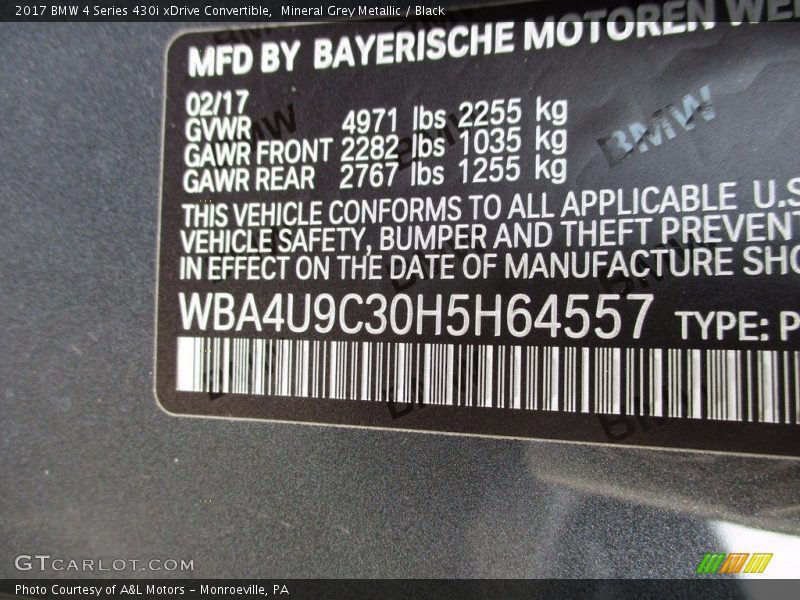 2017 BMW 4 Series 430i xDrive Convertible, Mineral Grey Metallic / Black
MFD BY BAYERISCHE MOTOREN
02/17
GVWR 4971 lbs 2255 kg
GAWR FRONT 2282 lbs 1035 kg
GAWR REAR 2767 lbs 1255 kg
BMW
THIS VEHICLE CONFORMS TO ALL APPLICABLE U.S
VEHICLE SAFETY, BUMPER AND THEFT PREVENT
IN EFFECT ON THE DATE OF MANUFACTURE SHO
WBA4U9C30H5H64557 TYPE: P
GTCARLOT.COM
Photo Courtesy of A&L Motors - Monroeville, PA